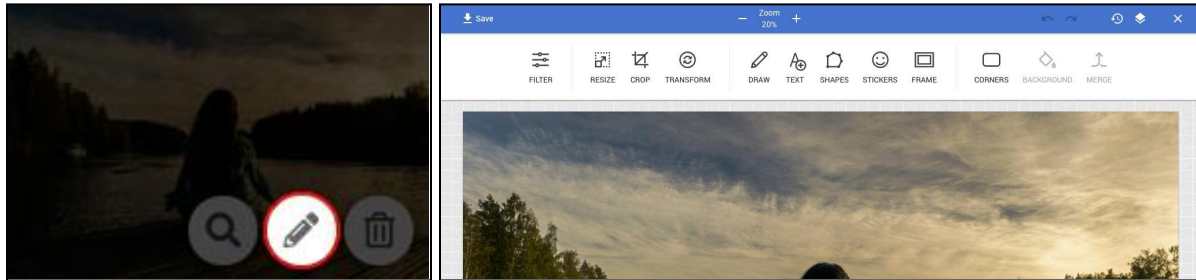 Save
Zoom
20%
FILTER RESIZE CROP TRANSFORM DRAW TEXT SHAPES STICKERS FRAME CORNERS BACKGROUND MERGE